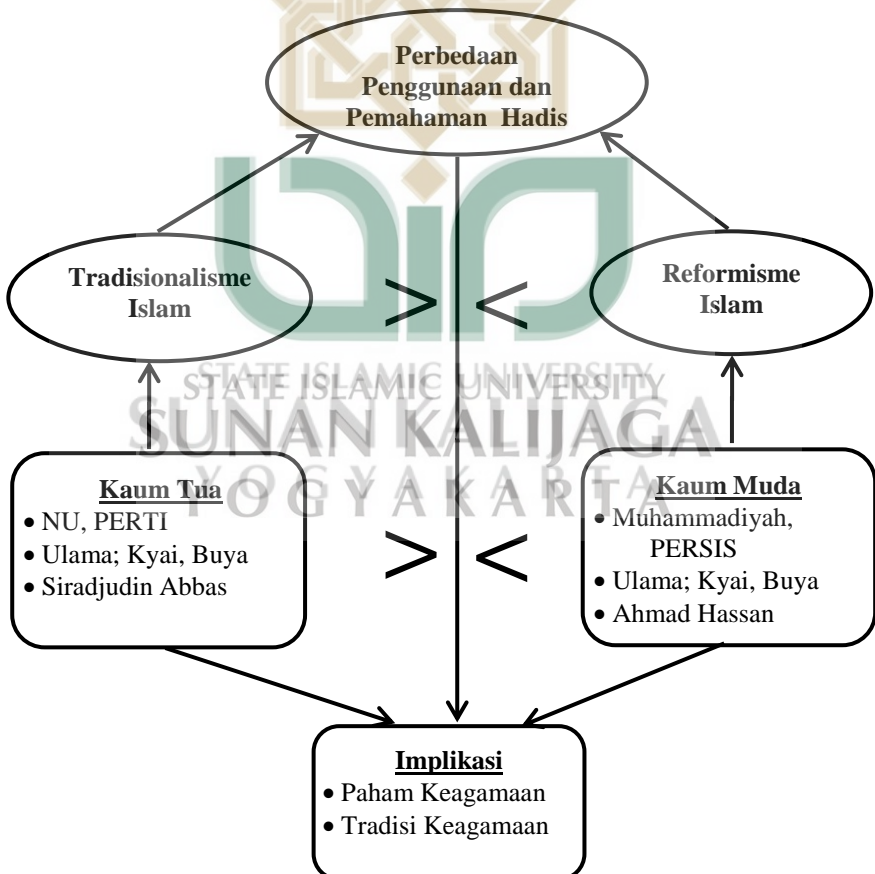 Perbedaan
Penggunaan dan
Pemahaman Hadis
Tradisionalisme
Islam
> <
Reformisme
Islam
STATE ISLAMIC UNIVERSITY
SUNAN KALIJAGA
YOGYAKARTA
Kaum Tua
• NU, PERTI
• Ulama; Kyai, Buya
• Siradjudin Abbas
> <
Kaum Muda
• Muhammadiyah,
PERSIS
• Ulama; Kyai, Buya
• Ahmad Hassan
Implikasi
• Paham Keagamaan
• Tradisi Keagamaan